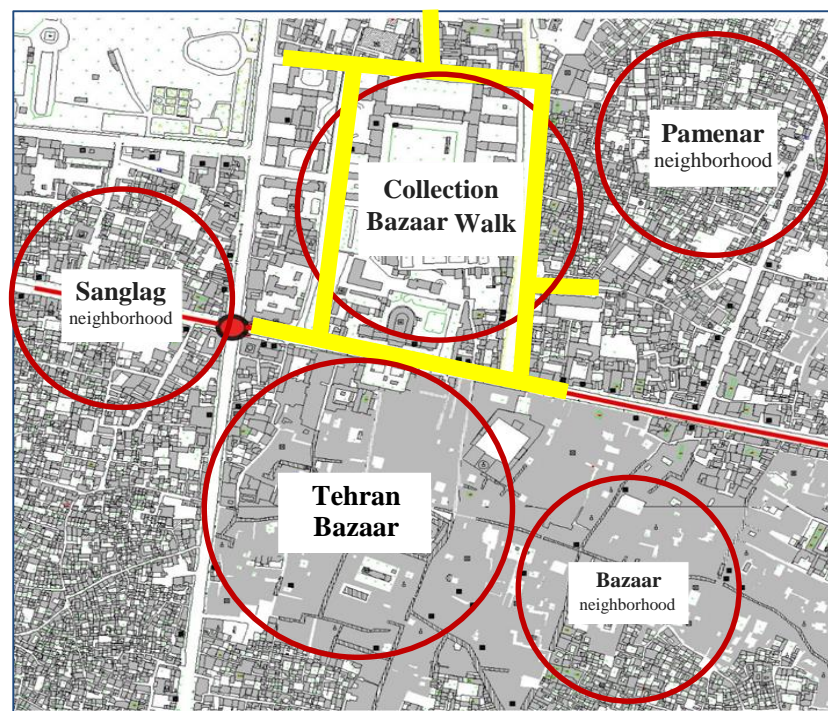 Pamenar
neighborhood
Collection
Bazaar Walk
Sanglag
neighborhood
Tehran
Bazaar
Bazaar
neighborhood